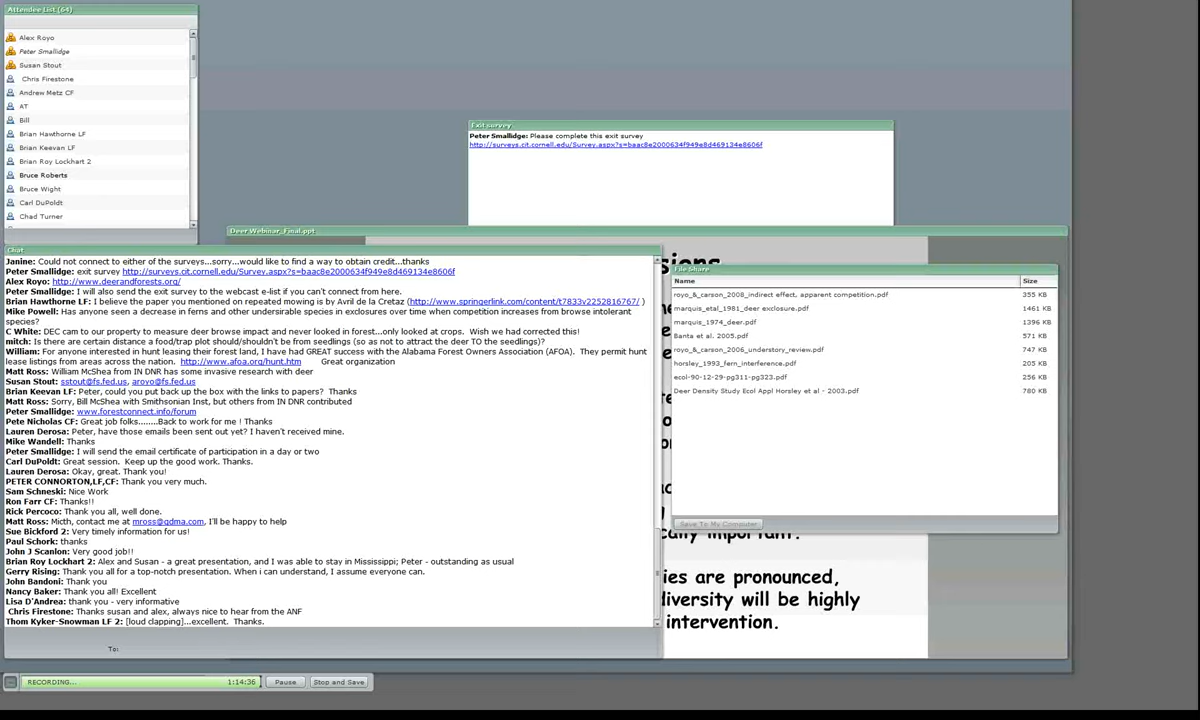 Attendee List (64)
Alex Royo
Peter Smallidge
Susan Stout
Chris Firestone
Andrew Metz CF
AT
Bill
Brian Hawthorne LF
Brian Keevan LF
Brian Roy Lockhart 2
Bruce Roberts
Bruce Wight
Carl DuPoldt
Chad Turner
Exit survey
Peter Smallidge: Please complete this exit survey
http://surveys.cit.cornell.edu/Survey.aspx?s=baac8e2000634f949e8d469134e8606f
Deer Webinar_Final.ppt
Chat
Janine: Could not connect to either of the surveys...sorry...would like to find a way to obtain credit...thanks
Peter Smallidge: exit survey http://surveys.cit.cornell.edu/Survey.aspx?s=baac8e2000634f949e8d469134e8606f
Alex Royo: http://www.deerandforests.org/
Peter Smallidge: I will also send the exit survey to the webcast e-list if you can't connect from here.
Brian Hawthorne LF: I believe the paper you mentioned on repeated mowing is by Avril de la Cretaz (http://www.springerlink.com/content/t7833v2252816767/ )
Mike Powell: Has anyone seen a decrease in ferns and other undersirable species in exclosures over time when competition increases from browse intolerant
species?
C White: DEC cam to our property to measure deer browse impact and never looked in forest...only looked at crops. Wish we had corrected this!
mitch: Is there are certain distance a food/trap plot should/shouldn't be from seedlings (so as not to attract the deer TO the seedlings)?
William: For anyone interested in hunt leasing their forest land, I have had GREAT success with the Alabama Forest Owners Association (AFOA). They permit hunt
lease listings from areas across the nation. http://www.afoa.org/hunt.htm Great organization
Matt Ross: William McShea from IN DNR has some invasive research with deer
Susan Stout: sstout@fs.fed.us, aroyo@fs.fed.us
Brian Keevan LF: Peter, could you put back up the box with the links to papers? Thanks
Matt Ross: Sorry, Bill McShea with Smithsonian Inst, but others from IN DNR contributed
Peter Smallidge: www.forestconnect.info/forum
Pete Nicholas CF: Great job folks........Back to work for me ! Thanks
Lauren Derosa: Peter, have those emails been sent out yet? I haven't received mine.
Mike Wandell: Thanks
Peter Smallidge: I will send the email certificate of participation in a day or two
Carl DuPoldt: Great session. Keep up the good work. Thanks.
Lauren Derosa: Okay, great. Thank you!
PETER CONNORTON,LF,CF: Thank you very much.
Sam Schneski: Nice Work
Ron Farr CF: Thanks!!
Rick Percoco: Thank you all, well done.
Matt Ross: Micth, contact me at mross@qdma.com, I'll be happy to help
Sue Bickford 2: Very timely information for us!
Paul Schork: thanks
John J Scanlon: Very good job!!
Brian Roy Lockhart 2: Alex and Susan - a great presentation, and I was able to stay in Mississippi; Peter - outstanding as usual
Gerry Rising: Thank you all for a top-notch presentation. When i can understand, I assume everyone can.
John Bandoni: Thank you
Nancy Baker: Thank you all! Excellent
Lisa D'Andrea: thank you - very informative
Chris Firestone: Thanks susan and alex, always nice to hear from the ANF
Thom Kyker-Snowman LF 2: [loud clapping]...excellent. Thanks.
To:
File Share
Name Size
royo_&_carson_2008_indirect effect, apparent competition.pdf 355 KB
marquis_etal_1981_deer exclosure.pdf 1461 KB
marquis_1974_deer.pdf 1396 KB
Banta et al. 2005.pdf 571 KB
royo_&_carson_2006_understory_review.pdf 747 KB
horsley_1993_fern_interference.pdf 205 KB
ecol-90-12-29-pg311-pg323.pdf 256 KB
Deer Density Study Ecol Appl Horsley et al - 2003.pdf 780 KB
Save To My Computer
cally important.
ies are pronounced,
diversity will be highly
intervention.
RECORDING... 1:14:36 Pause Stop and Save